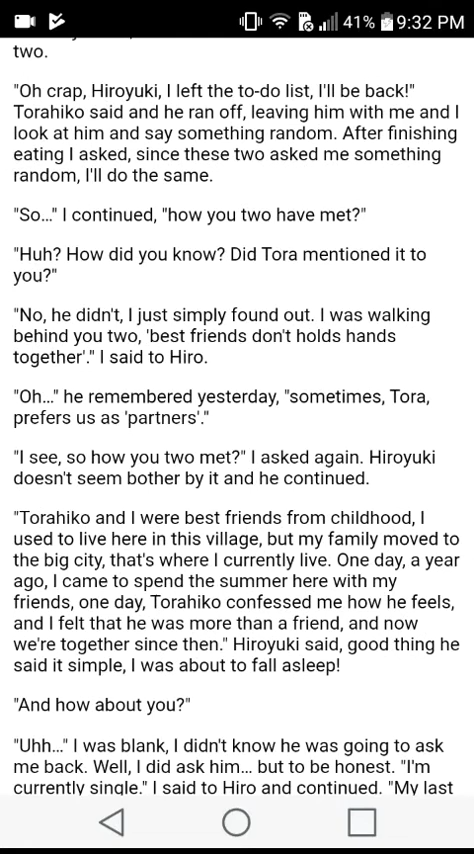 41% 9:32 PM
two.
"Oh crap, Hiroyuki, I left the to-do list, I'll be back!"
Torahiko said and he ran off, leaving him with me and I
look at him and say something random. After finishing
eating I asked, since these two asked me something
random, I'll do the same.
"So…" I continued, "how you two have met?"
"Huh? How did you know? Did Tora mentioned it to
you?"
"No, he didn't, I just simply found out. I was walking
behind you two, 'best friends don't holds hands
together'." I said to Hiro.
"Oh…" he remembered yesterday, "sometimes, Tora,
prefers us as 'partners'."
"I see, so how you two met?" I asked again. Hiroyuki
doesn't seem bother by it and he continued.
"Torahiko and I were best friends from childhood, I
used to live here in this village, but my family moved to
the big city, that's where I currently live. One day, a year
ago, I came to spend the summer here with my
friends, one day, Torahiko confessed me how he feels,
and I felt that he was more than a friend, and now
we're together since then." Hiroyuki said, good thing he
said it simple, I was about to fall asleep!
"And how about you?"
"Uhh…" I was blank, I didn't know he was going to ask
me back. Well, I did ask him… but to be honest. "I'm
currently single." I said to Hiro and continued. "My last